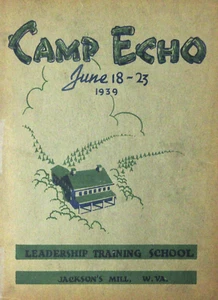 CAMP ECHO
June 18-23
1939
LEADERSHIP TRAINING SCHOOL
JACKSON'S MILL, W.VA.